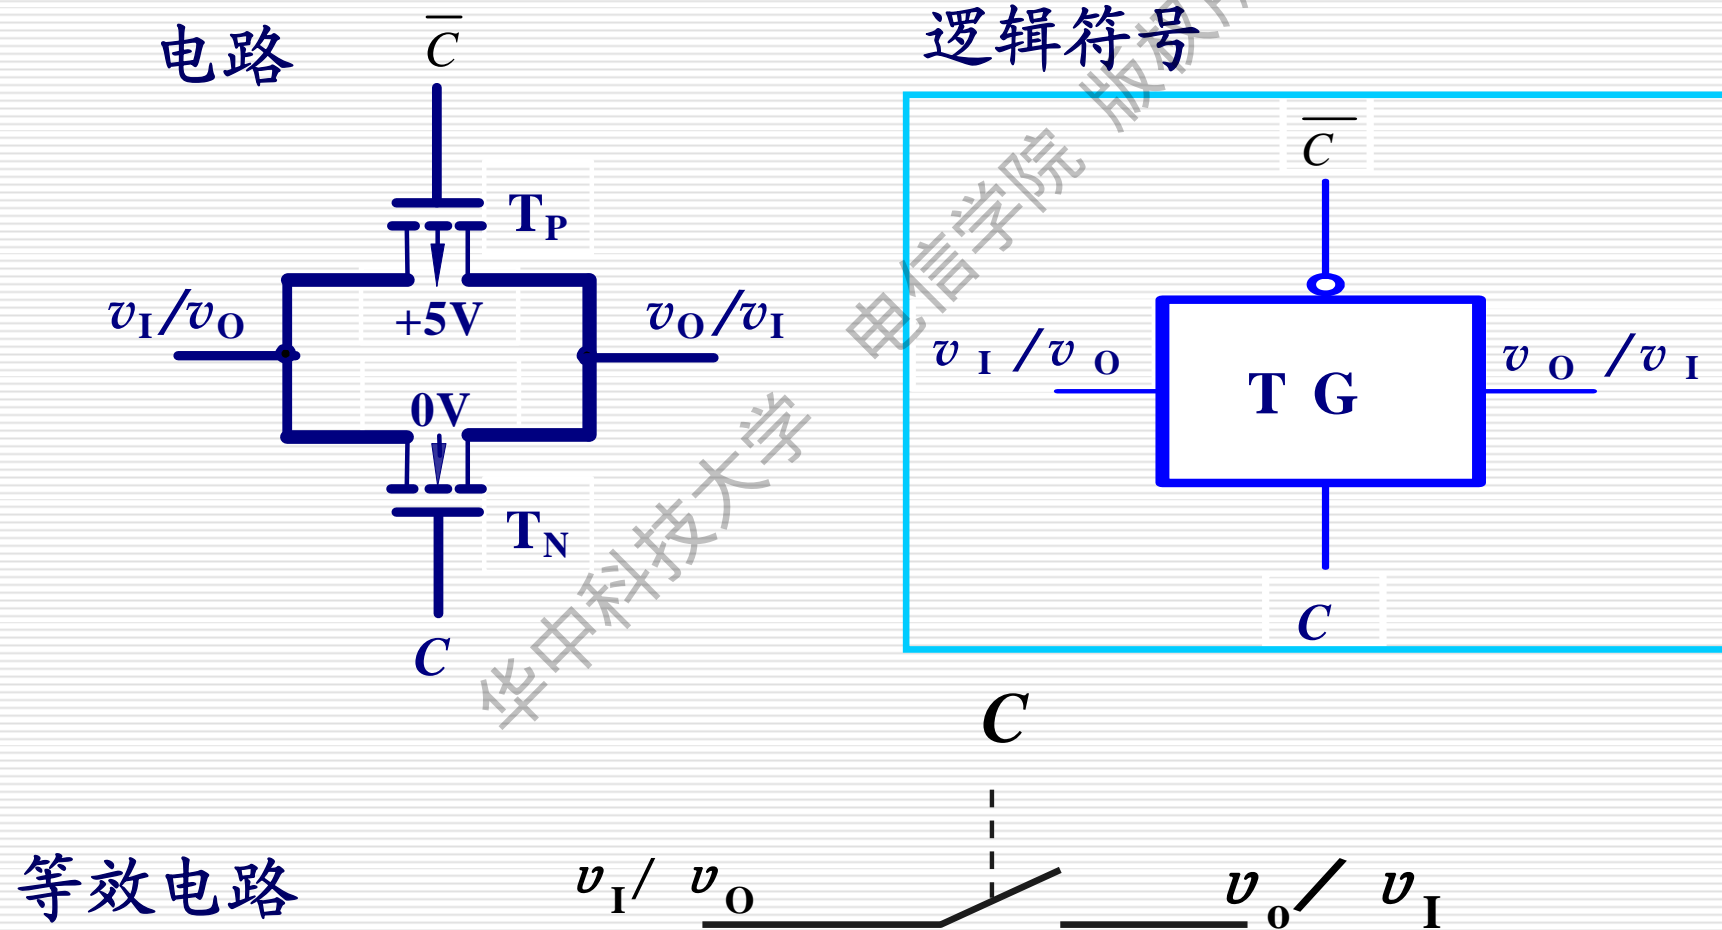 电路
C̅
T_P
v_I/v_O
+5V
v_O/v_I
0V
T_N
C
逻辑符号
C̅
v_I/v_O
TG
v_O/v_I
C
华中科技大学 电信学院 版权
C
等效电路
v_I/ v_O
v_o/ v_I